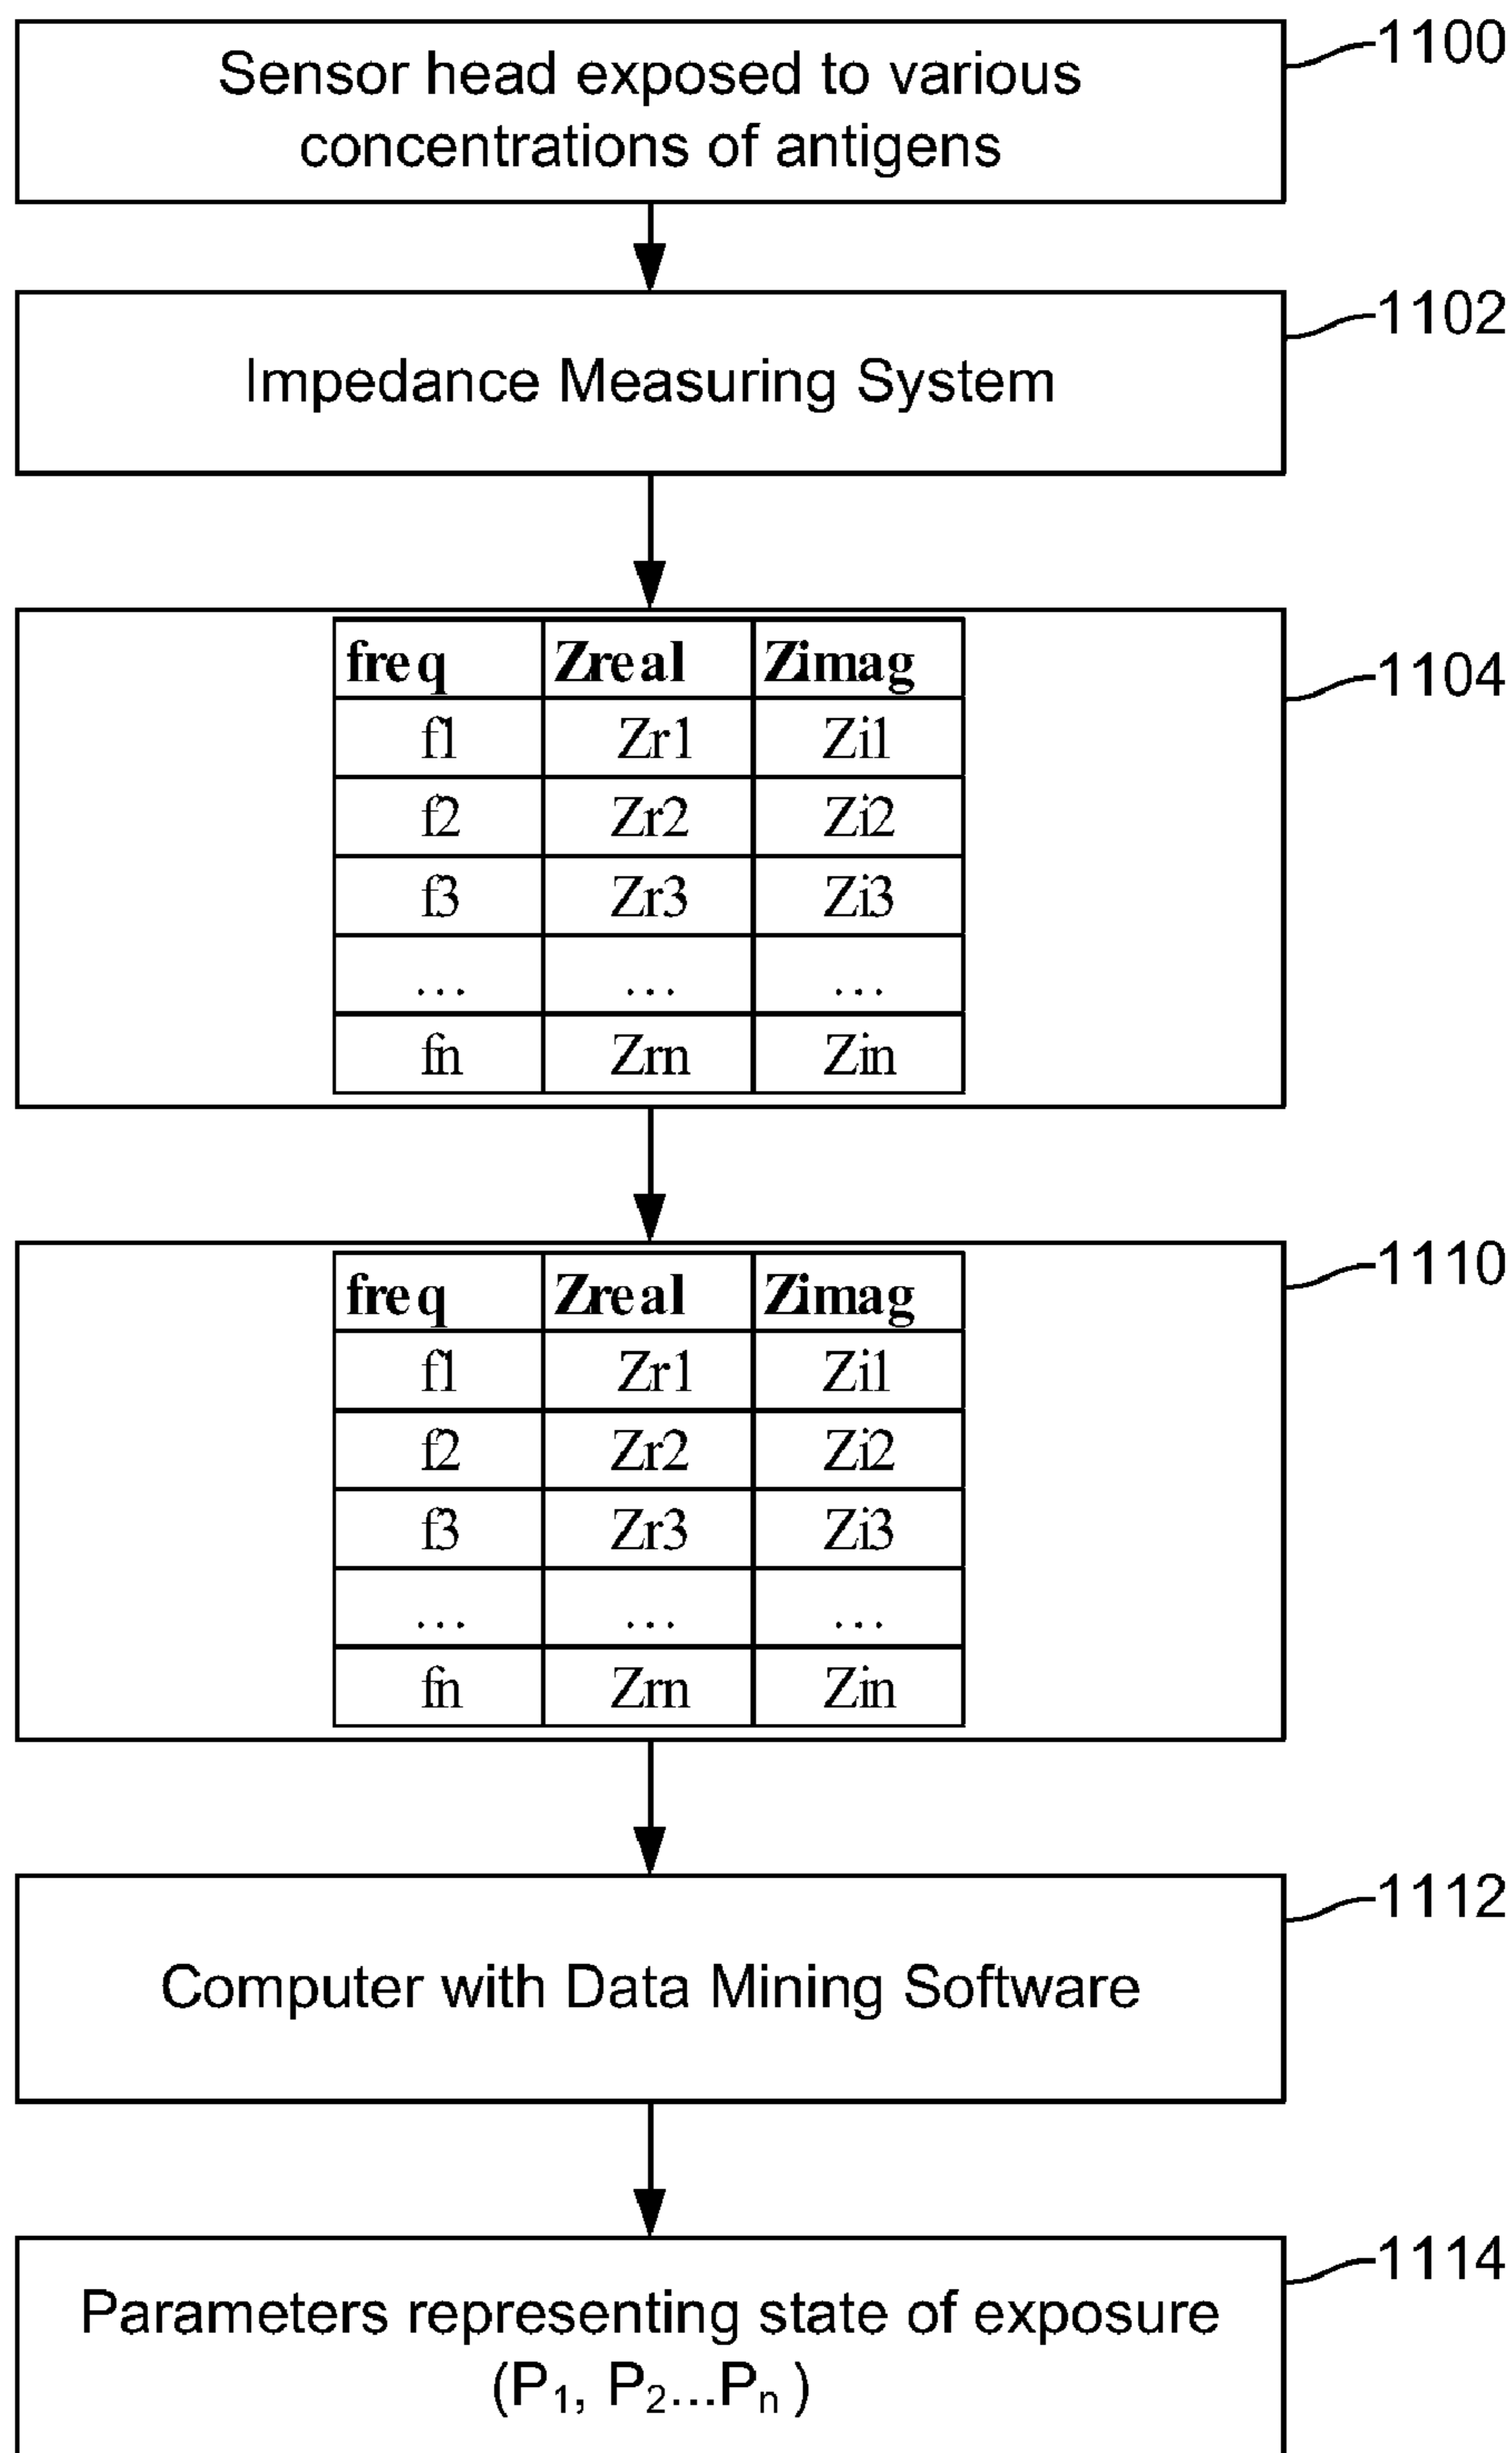 1100
Sensor head exposed to various
concentrations of antigens
1102
Impedance Measuring System
1104
freq Zreal Zimag
f1 Zr1 Zi1
f2 Zr2 Zi2
f3 Zr3 Zi3
... ... ...
fn Zrn Zin
1110
freq Zreal Zimag
f1 Zr1 Zi1
f2 Zr2 Zi2
f3 Zr3 Zi3
... ... ...
fn Zrn Zin
1112
Computer with Data Mining Software
1114
Parameters representing state of exposure
(P₁, P₂...Pₙ )